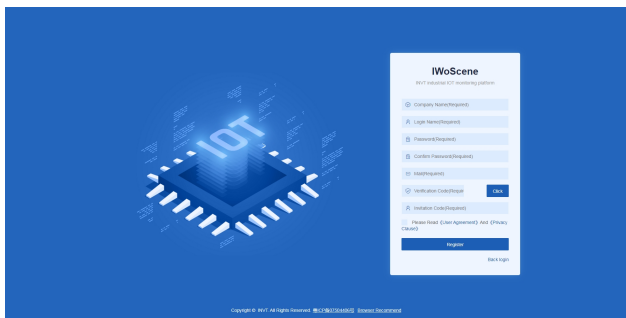 IOT
IWoScene
INVT Industrial IOT monitoring platform
Company Name(Required)
Login Name(Required)
Password(Required)
Confirm Password(Required)
Mail(Required)
Verification Code(Requir
Click
Invitation Code(Required)
Please Read《User Agreement》And《Privacy
Clause》
Register
Back login
Copyright © INVT. All Rights Reserved. Browser Recommend